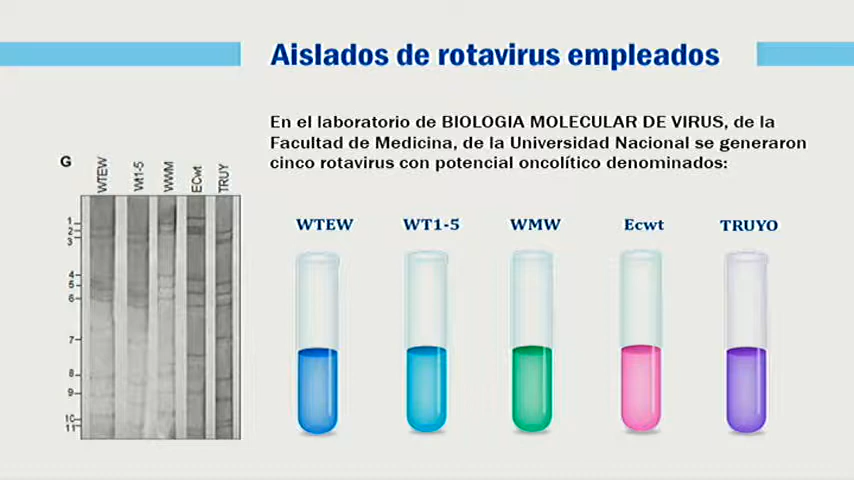 Aislados de rotavirus empleados
En el laboratorio de BIOLOGIA MOLECULAR DE VIRUS, de la
Facultad de Medicina, de la Universidad Nacional se generaron
cinco rotavirus con potencial oncolítico denominados:
G
WTEW Wt1-5 WWM ECwt TRUY
1
2
3
4
5
6
7
8
9
10
11
WTEW WT1-5 WMW Ecwt TRUYO